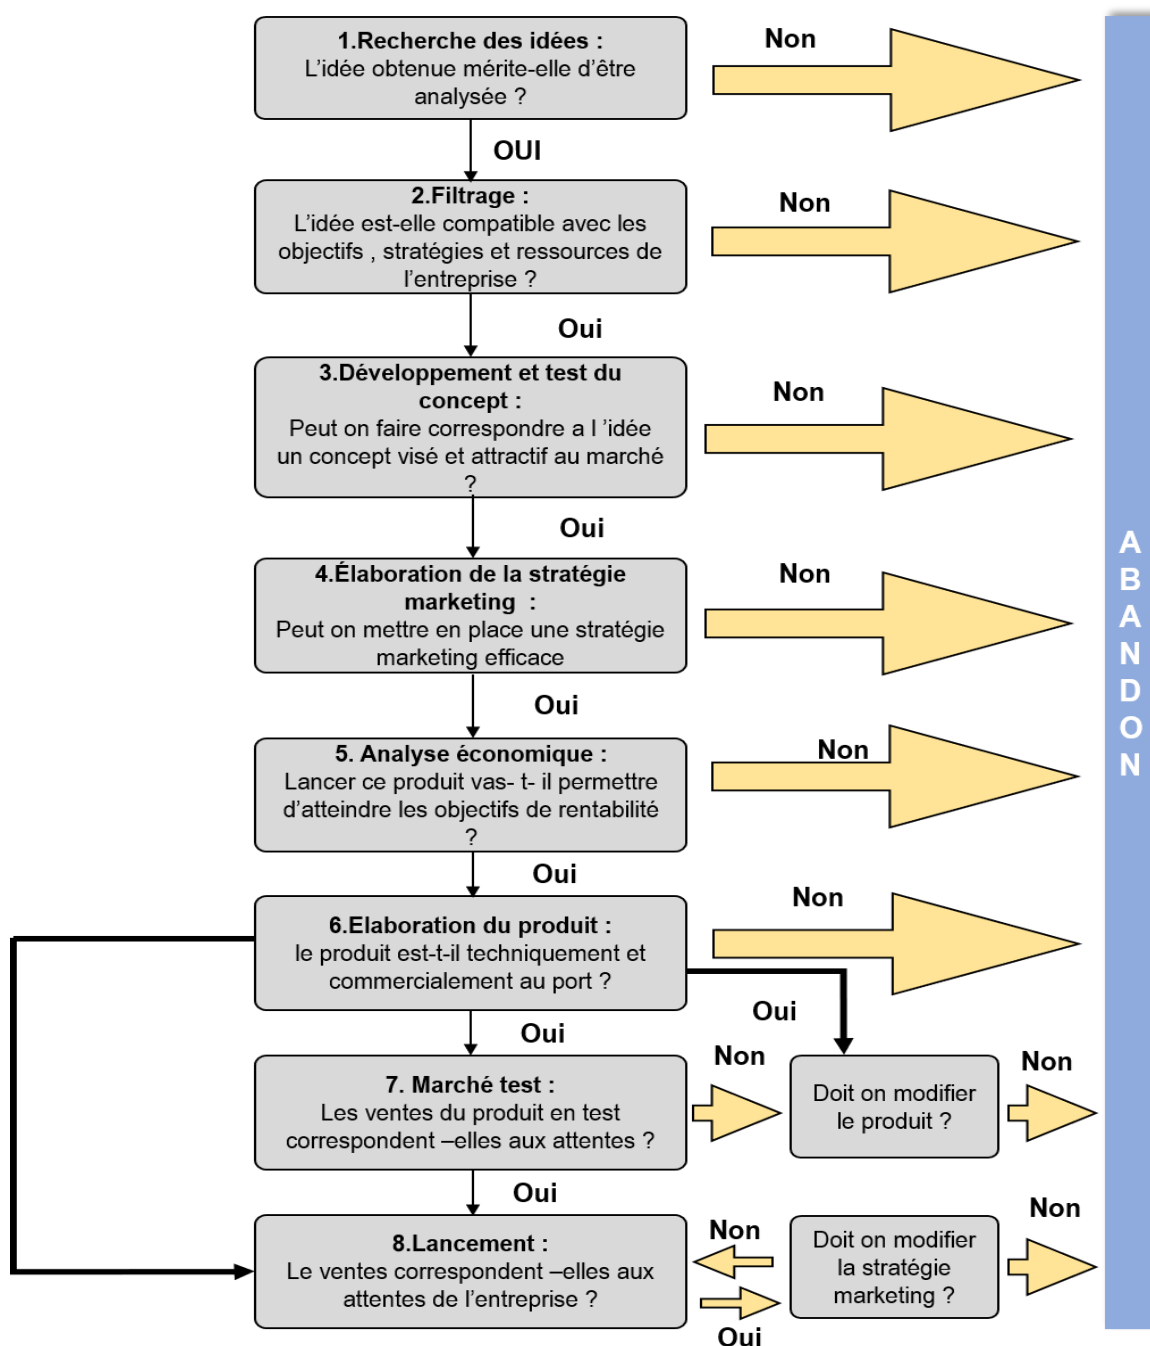 1.Recherche des idées :
L’idée obtenue mérite-elle d’être
analysée ?
Non
OUI
2.Filtrage :
L’idée est-elle compatible avec les
objectifs , stratégies et ressources de
l’entreprise ?
Non
Oui
3.Développement et test du
concept :
Peut on faire correspondre a l ’idée
un concept visé et attractif au marché
?
Non
Oui
4.Élaboration de la stratégie
marketing :
Peut on mettre en place une stratégie
marketing efficace
Non
Oui
5. Analyse économique :
Lancer ce produit vas- t- il permettre
d’atteindre les objectifs de rentabilité
?
Non
Oui
6.Elaboration du produit :
le produit est-t-il techniquement et
commercialement au port ?
Non
Oui
Oui
7. Marché test :
Les ventes du produit en test
correspondent –elles aux attentes ?
Non
Doit on modifier
le produit ?
Non
Oui
8.Lancement :
Le ventes correspondent –elles aux
attentes de l’entreprise ?
Non
Oui
Doit on modifier
la stratégie
marketing ?
Non
A
B
A
N
D
O
N